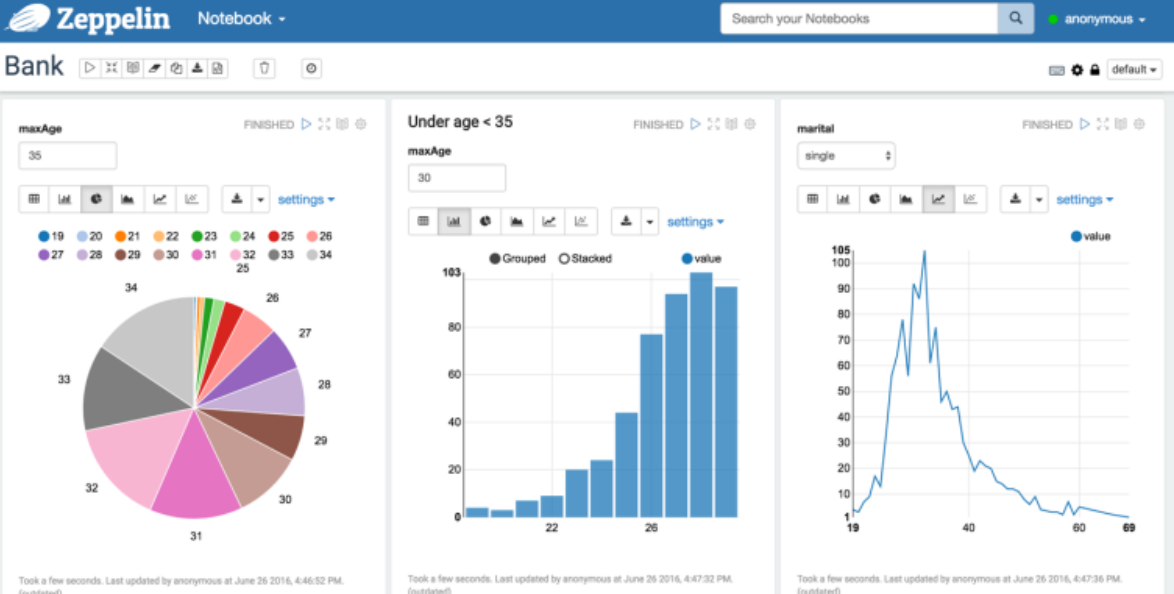 Zeppelin Notebook Search your Notebooks anonymous
Bank default
maxAge FINISHED
35
settings
19 20 21 22 23 24 25 26
27 28 29 30 31 32 33 34
25
34 26
27
33 28
29
32 30
31
Took a few seconds. Last updated by anonymous at June 26 2016, 4:46:52 PM.
(outdated)
Under age < 35 FINISHED
maxAge
30
settings
Grouped Stacked value
103
80
60
40
20
0
22 26
Took a few seconds. Last updated by anonymous at June 26 2016, 4:47:32 PM.
(outdated)
marital FINISHED
single
settings
value
105
100
90
80
70
60
50
40
30
20
10
1
19 40 60 69
Took a few seconds. Last updated by anonymous at June 26 2016, 4:47:36 PM.
(outdated)